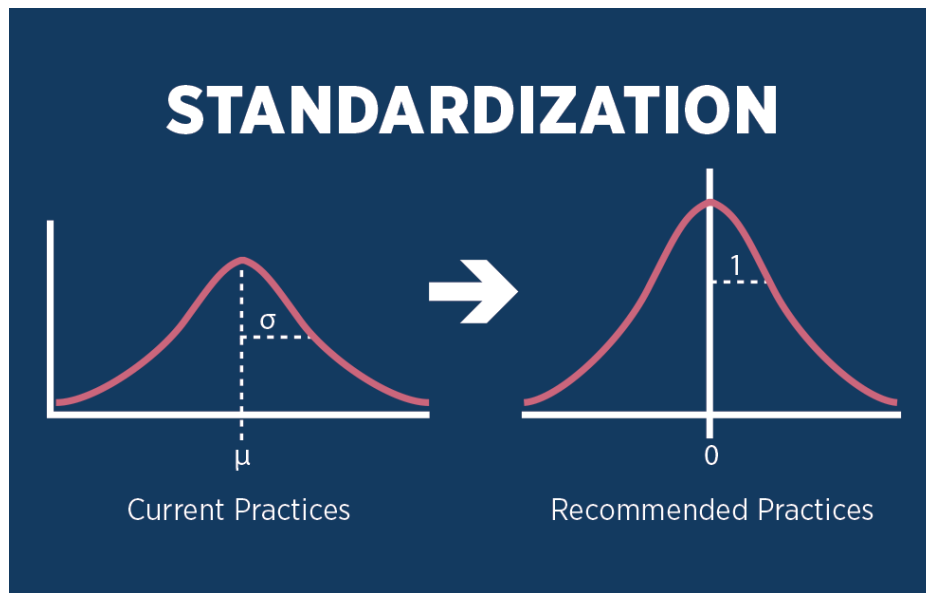 STANDARDIZATION
σ
μ
Current Practices
1
0
Recommended Practices